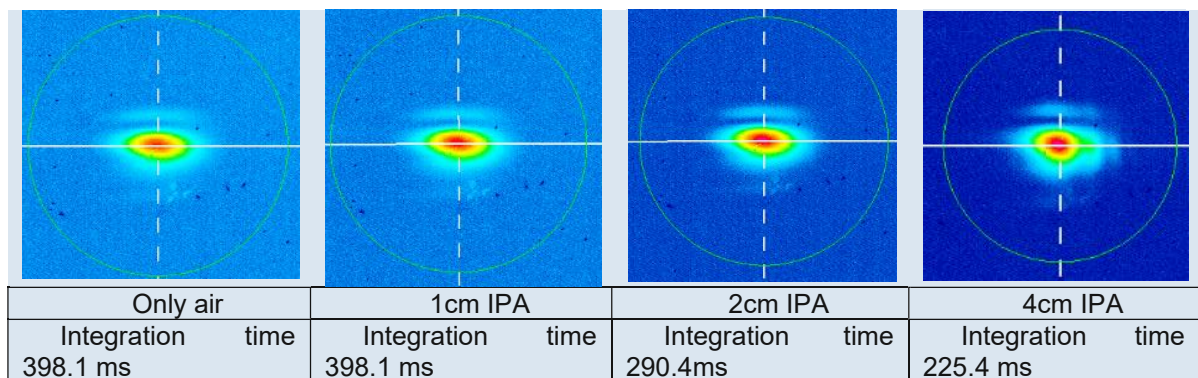 Only air
1cm IPA
2cm IPA
4cm IPA
Integration time
398.1 ms
Integration time
398.1 ms
Integration time
290.4ms
Integration time
225.4 ms